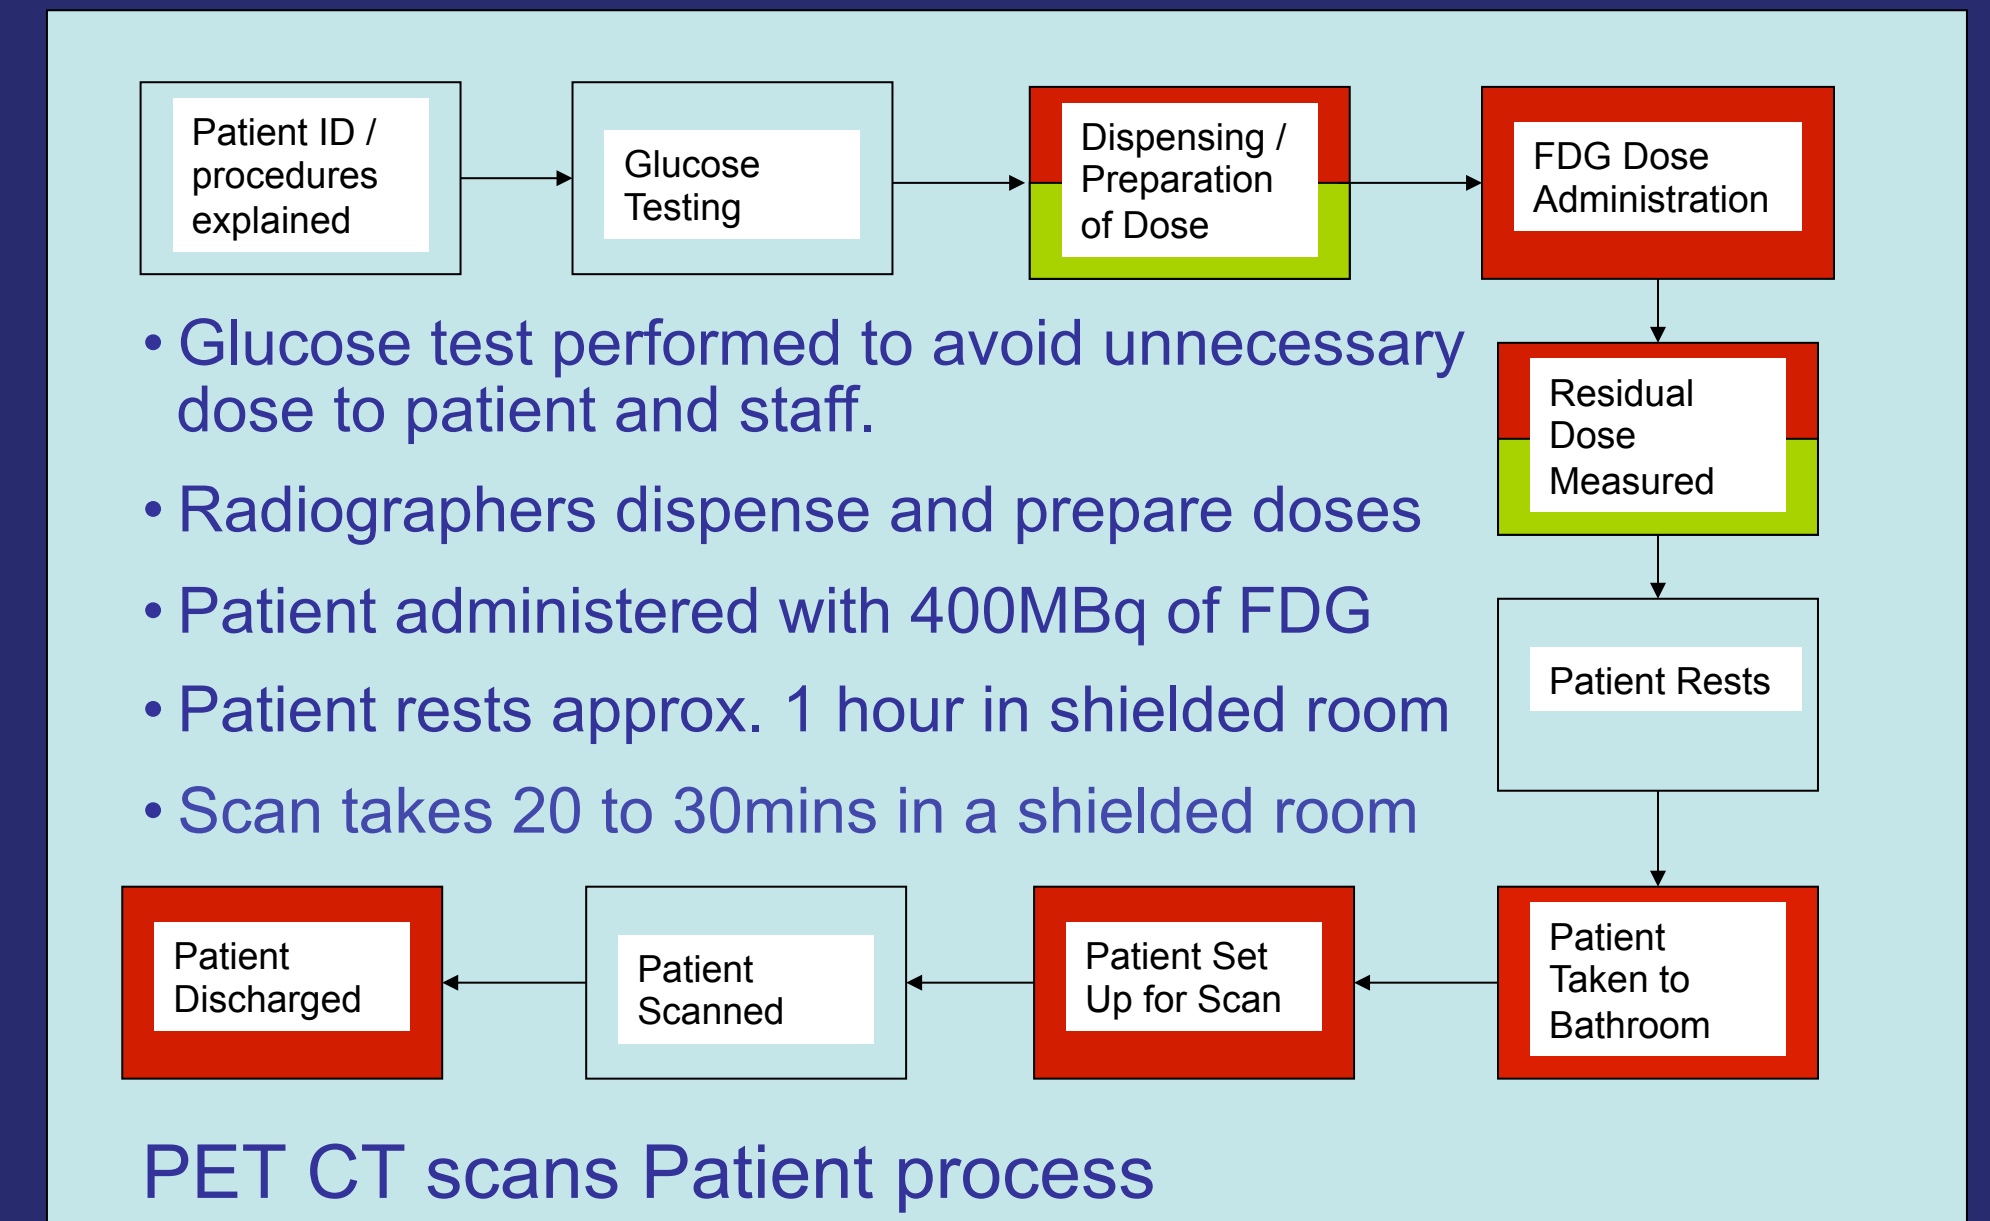 Patient ID /
procedures
explained
Glucose
Testing
Dispensing /
Preparation
of Dose
FDG Dose
Administration
• Glucose test performed to avoid unnecessary
dose to patient and staff.
• Radiographers dispense and prepare doses
• Patient administered with 400MBq of FDG
• Patient rests approx. 1 hour in shielded room
• Scan takes 20 to 30mins in a shielded room
Residual
Dose
Measured
Patient Rests
Patient
Taken to
Bathroom
Patient Set
Up for Scan
Patient
Scanned
Patient
Discharged
PET CT scans Patient process